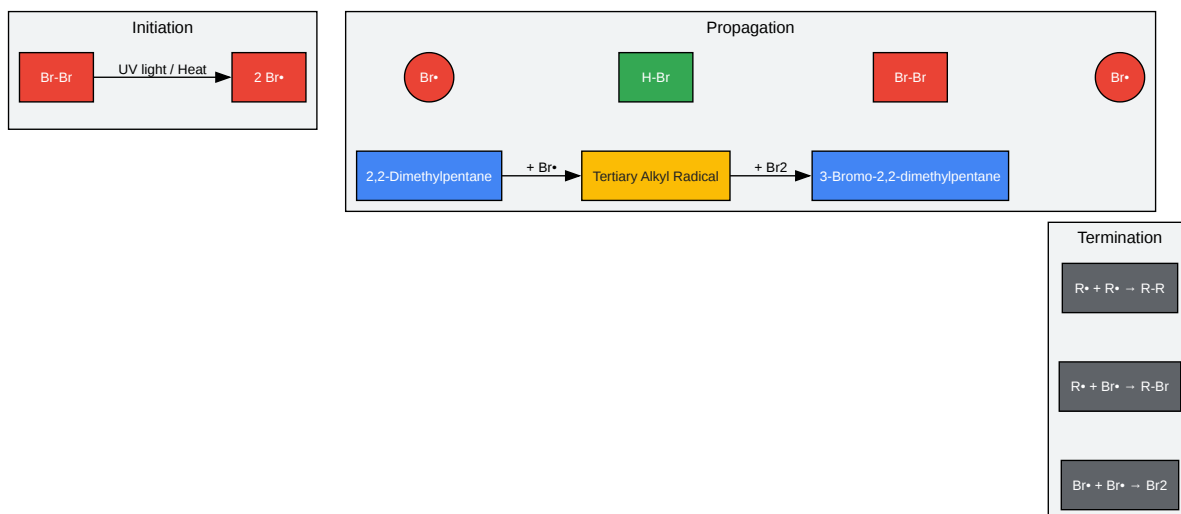 Initiation
Br-Br
UV light / Heat
2 Br•
Propagation
Br•
H-Br
Br-Br
Br•
2,2-Dimethylpentane
+ Br•
Tertiary Alkyl Radical
+ Br2
3-Bromo-2,2-dimethylpentane
Termination
R• + R• → R-R
R• + Br• → R-Br
Br• + Br• → Br2